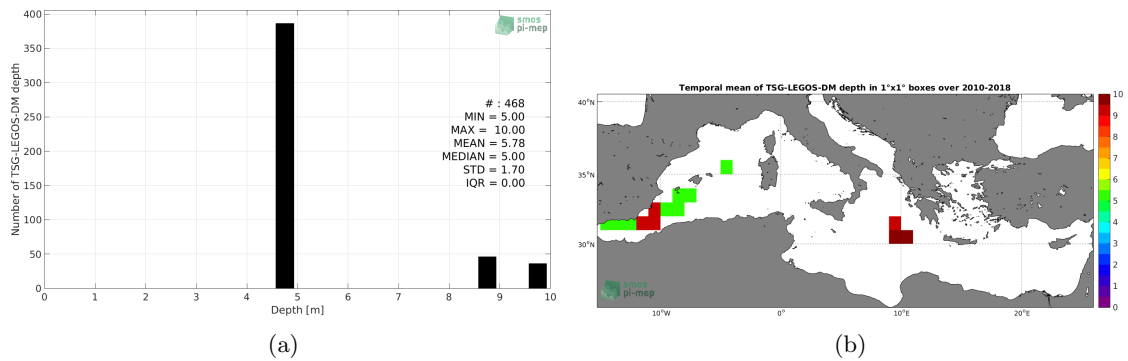 smos
pi-mep
400
350
300
250
200
150
100
50
0
Number of TSG-LEGOS-DM depth
# : 468
MIN = 5.00
MAX = 10.00
MEAN = 5.78
MEDIAN = 5.00
STD = 1.70
IQR = 0.00
0 1 2 3 4 5 6 7 8 9 10
Depth [m]
(a)
Temporal mean of TSG-LEGOS-DM depth in 1°x1° boxes over 2010-2018
40°N
35°N
30°N
10°W 0° 10°E 20°E
10
9
8
7
6
5
4
3
2
1
0
smos
pi-mep
(b)